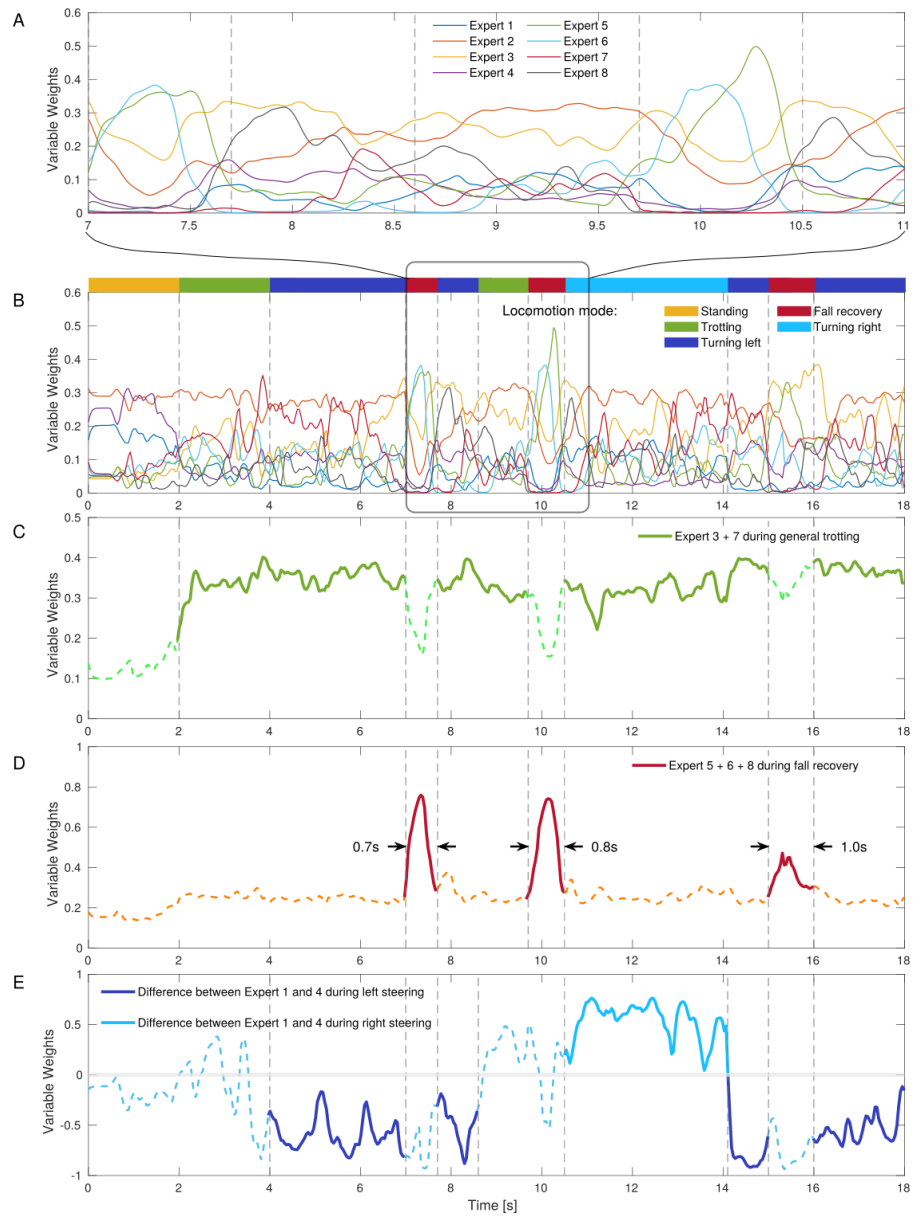 A
0.6
0.5
0.4
0.3
0.2
0.1
0
Variable Weights
Expert 1
Expert 2
Expert 3
Expert 4
Expert 5
Expert 6
Expert 7
Expert 8
7
7.5
8
8.5
9
9.5
10
10.5
11
B
0.6
0.5
0.4
0.3
0.2
0.1
0
Variable Weights
Locomotion mode:
Standing
Trotting
Turning left
Fall recovery
Turning right
0
2
4
6
8
10
12
14
16
18
C
0.5
0.4
0.3
0.2
0.1
0
Variable Weights
Expert 3 + 7 during general trotting
0
2
4
6
8
10
12
14
16
18
D
1
0.8
0.6
0.4
0.2
0
Variable Weights
Expert 5 + 6 + 8 during fall recovery
0.7s
0.8s
1.0s
0
2
4
6
8
10
12
14
16
18
E
1
0.5
0
-0.5
-1
Variable Weights
Difference between Expert 1 and 4 during left steering
Difference between Expert 1 and 4 during right steering
0
2
4
6
8
10
12
14
16
18
Time [s]